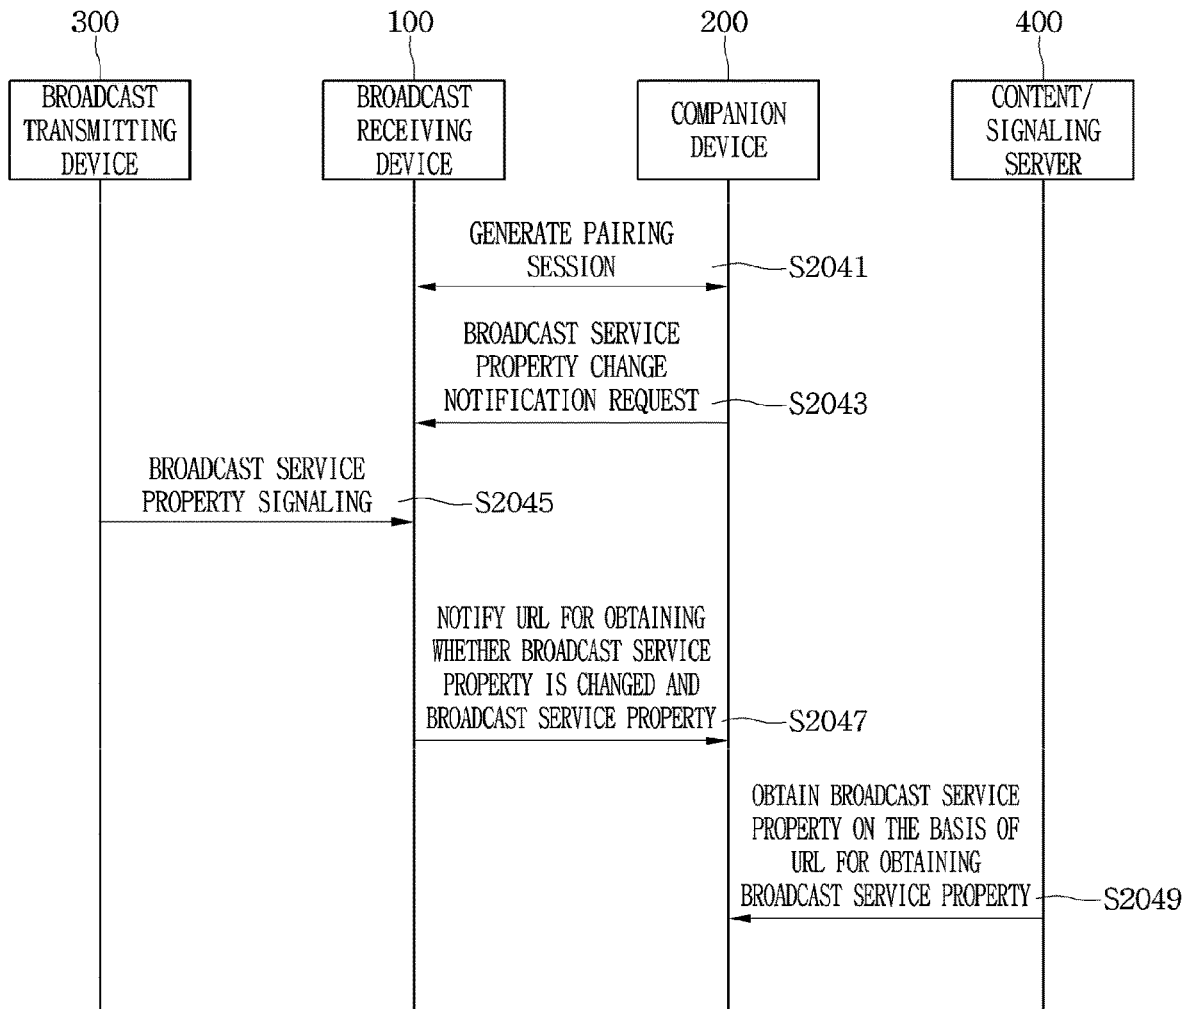 300
100
200
400
BROADCAST
TRANSMITTING
DEVICE
BROADCAST
RECEIVING
DEVICE
COMPANION
DEVICE
CONTENT/
SIGNALING
SERVER
GENERATE PAIRING
SESSION
S2041
BROADCAST SERVICE
PROPERTY CHANGE
NOTIFICATION REQUEST
S2043
BROADCAST SERVICE
PROPERTY SIGNALING
S2045
NOTIFY URL FOR OBTAINING
WHETHER BROADCAST SERVICE
PROPERTY IS CHANGED AND
BROADCAST SERVICE PROPERTY
S2047
OBTAIN BROADCAST SERVICE
PROPERTY ON THE BASIS OF
URL FOR OBTAINING
BROADCAST SERVICE PROPERTY
S2049